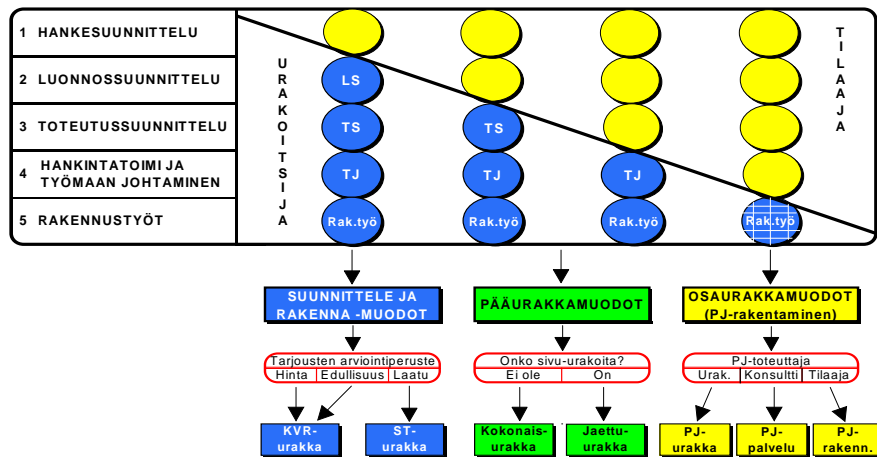 1 HANKESUUNNITTELU
2 LUONNOSSUUNNITTELU
3 TOTEUTUSSUUNNITTELU
4 HANKINTATOIMI JA
TYÖMAAN JOHTAMINEN
5 RAKENNUSTYÖT
URAKOITSIJA
TILAAJA
LS
TS TS
TJ TJ TJ
Rak.työ Rak.työ Rak.työ Rak.työ
SUUNNITTELE JA
RAKENNA -MUODOT
PÄÄURAKKAMUODOT
OSAURAKKAMUODOT
(PJ-rakentaminen)
Tarjousten arviointiperuste
Hinta Edullisuus Laatu
Onko sivu-urakoita?
Ei ole On
PJ-toteuttaja
Urak. Konsultti Tilaaja
KVR-
urakka
ST-
urakka
Kokonais-
urakka
Jaettu-
urakka
PJ-
urakka
PJ-
palvelu
PJ-
rakenn.